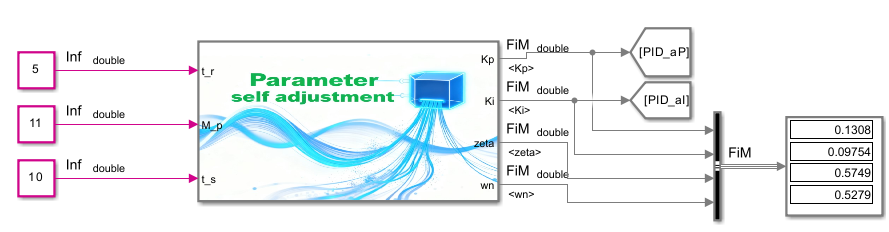 5
Inf
double
t_r
11
Inf
double
M_p
10
Inf
double
t_s
Parameter
self adjustment
Kp
Ki
zeta
wn
FiM double
<Kp>
FiM double
<Ki>
FiM double
<zeta>
FiM double
<wn>
[PID_aP]
[PID_aI]
FiM
0.1308
0.09754
0.5749
0.5279